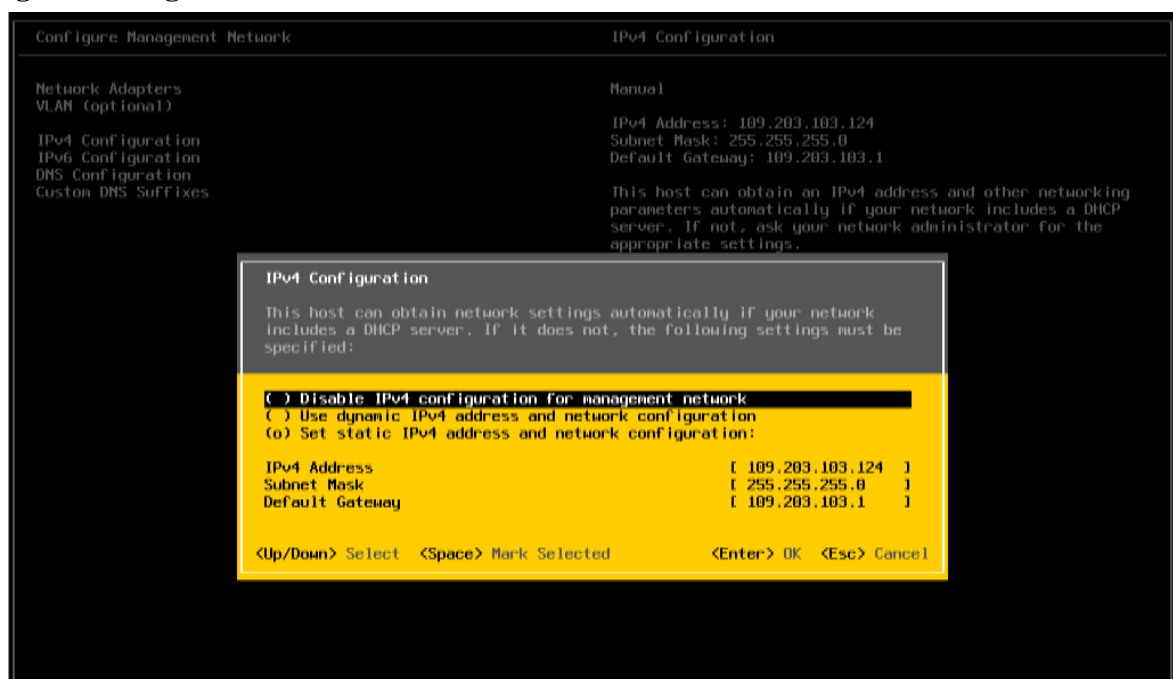 Configure Management Network
IPv4 Configuration
Network Adapters
VLAN (optional)
IPv4 Configuration
IPv6 Configuration
DNS Configuration
Custom DNS Suffixes
Manual
IPv4 Address: 109.203.103.124
Subnet Mask: 255.255.255.0
Default Gateway: 109.203.103.1
This host can obtain an IPv4 address and other networking
parameters automatically if your network includes a DHCP
server. If not, ask your network administrator for the
appropriate settings.
IPv4 Configuration
This host can obtain network settings automatically if your network
includes a DHCP server. If it does not, the following settings must be
specified:
( ) Disable IPv4 configuration for management network
( ) Use dynamic IPv4 address and network configuration
(o) Set static IPv4 address and network configuration:
IPv4 Address [ 109.203.103.124 ]
Subnet Mask [ 255.255.255.0 ]
Default Gateway [ 109.203.103.1 ]
<Up/Down> Select <Space> Mark Selected <Enter> OK <Esc> Cancel